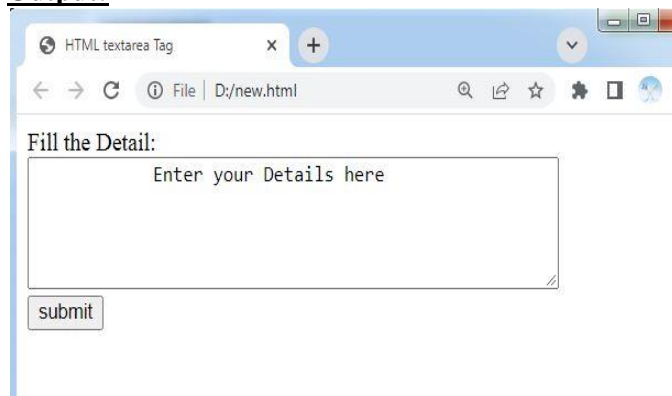 Output:
HTML textarea Tag
File D:/new.html
Fill the Detail:
Enter your Details here
submit